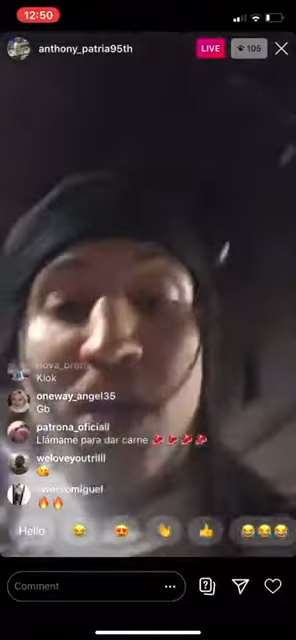 12:50
anthony_patria95th
LIVE
105
Klok
oneway_angel35
Gb
patrona_oficiall
Llámame para dar carne
weloveyoutrilll
Hello
Comment